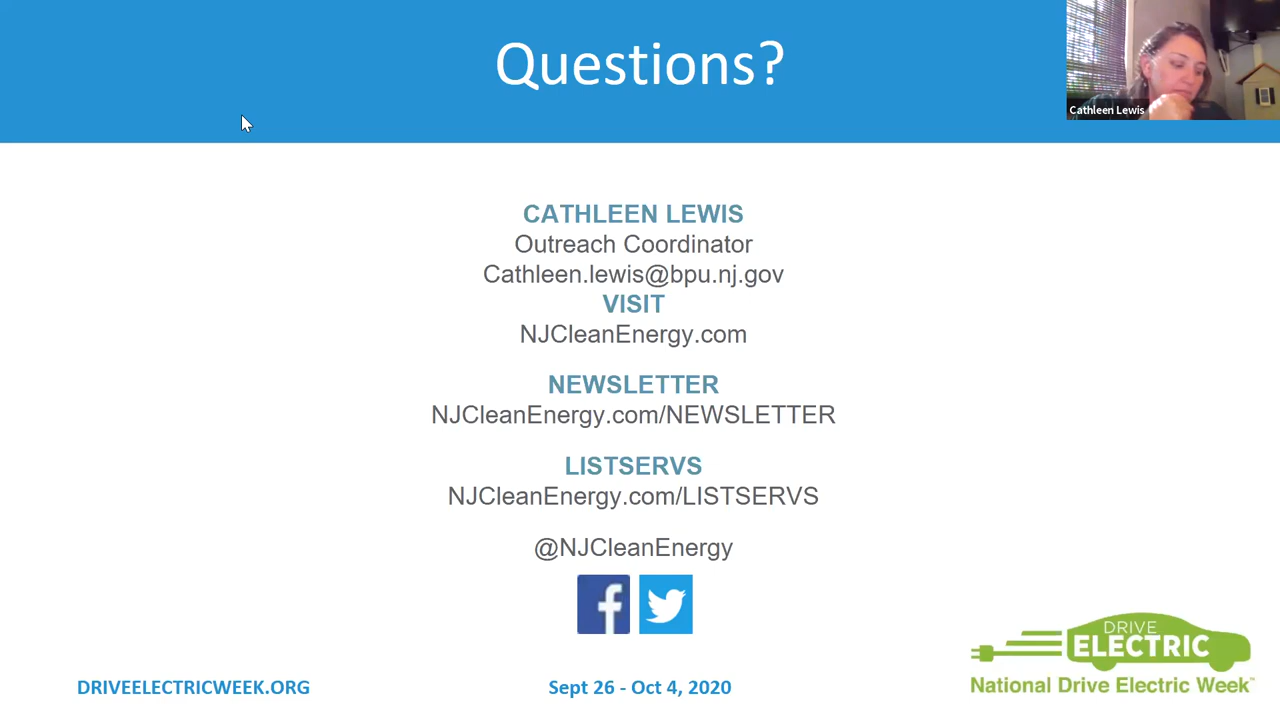 Questions?
Cathleen Lewis
CATHLEEN LEWIS
Outreach Coordinator
Cathleen.lewis@bpu.nj.gov
VISIT
NJCleanEnergy.com
NEWSLETTER
NJCleanEnergy.com/NEWSLETTER
LISTSERVS
NJCleanEnergy.com/LISTSERVS
@NJCleanEnergy
DRIVE
ELECTRIC
National Drive Electric Week™
DRIVEELECTRICWEEK.ORG
Sept 26 - Oct 4, 2020